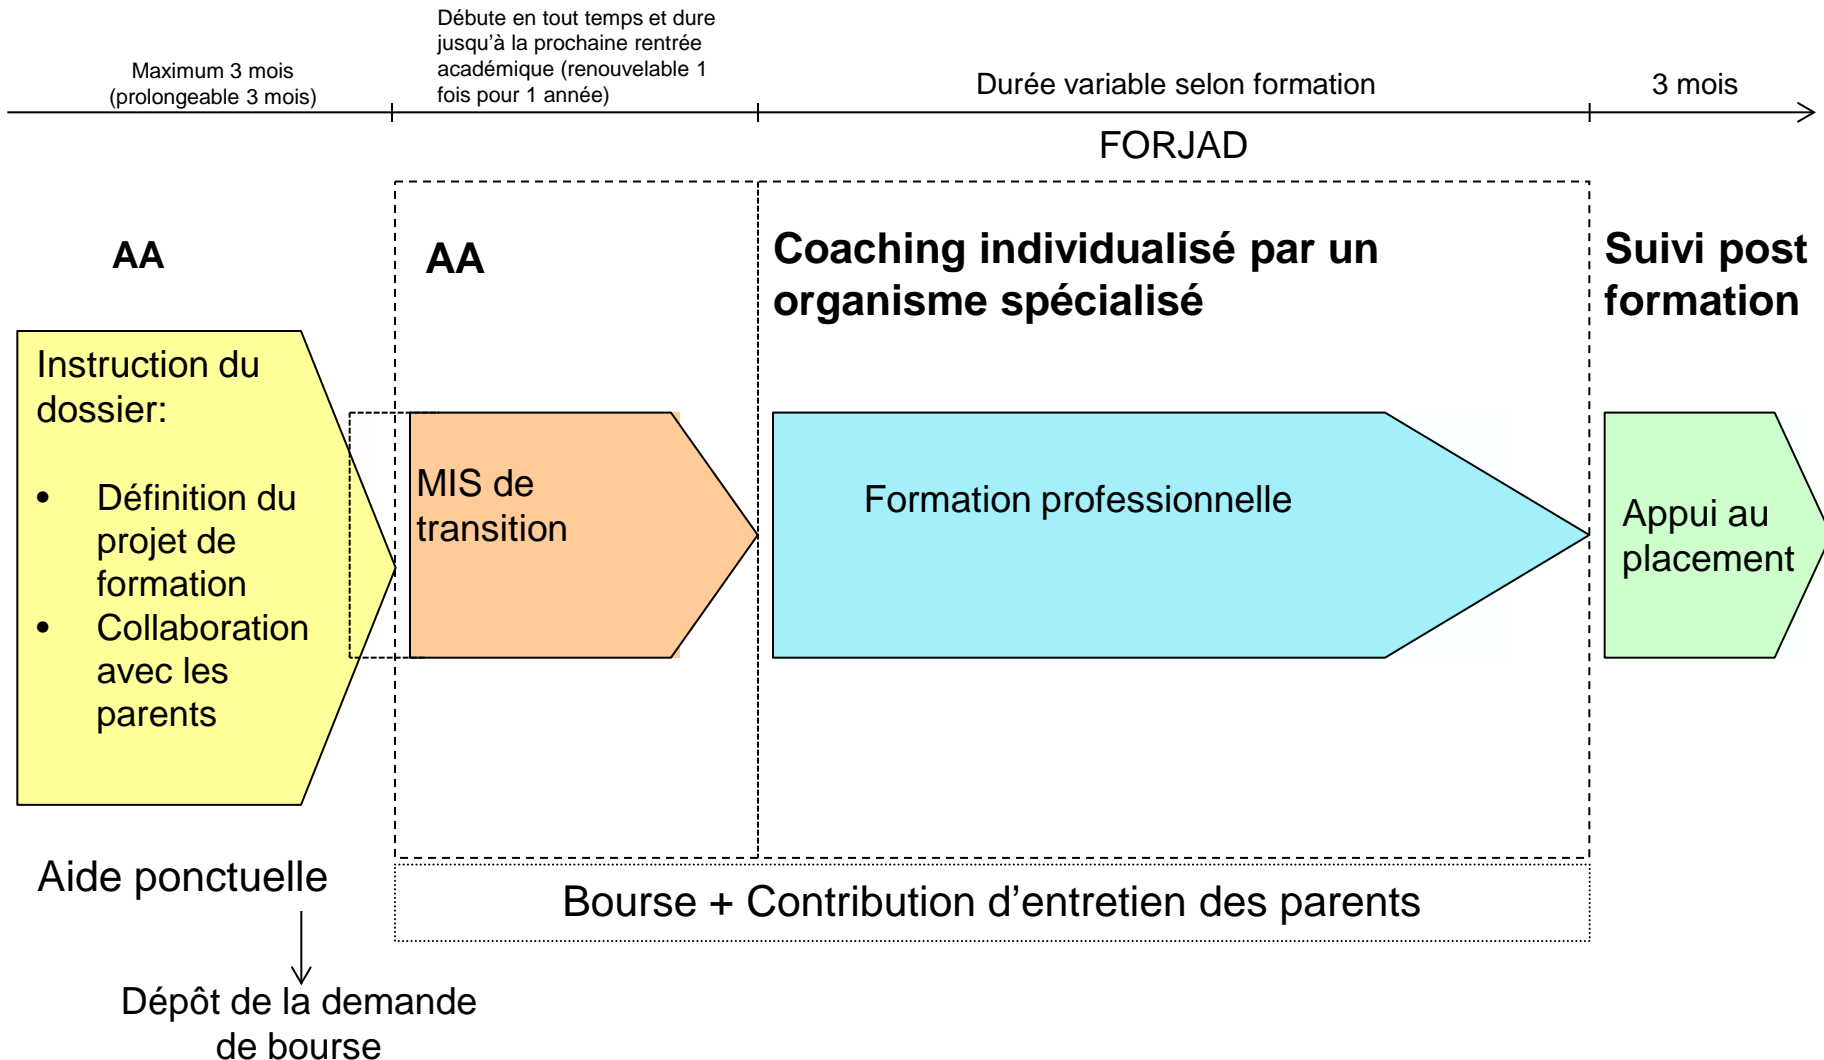 Maximum 3 mois
(prolongeable 3 mois)
Débute en tout temps et dure
jusqu'à la prochaine rentrée
académique (renouvelable 1
fois pour 1 année)
Durée variable selon formation
3 mois
FORJAD
AA
AA
Coaching individualisé par un
organisme spécialisé
Suivi post
formation
Instruction du
dossier:
• Définition du
projet de
formation
• Collaboration
avec les
parents
MIS de
transition
Formation professionnelle
Appui au
placement
Aide ponctuelle
Bourse + Contribution d'entretien des parents
Dépôt de la demande
de bourse